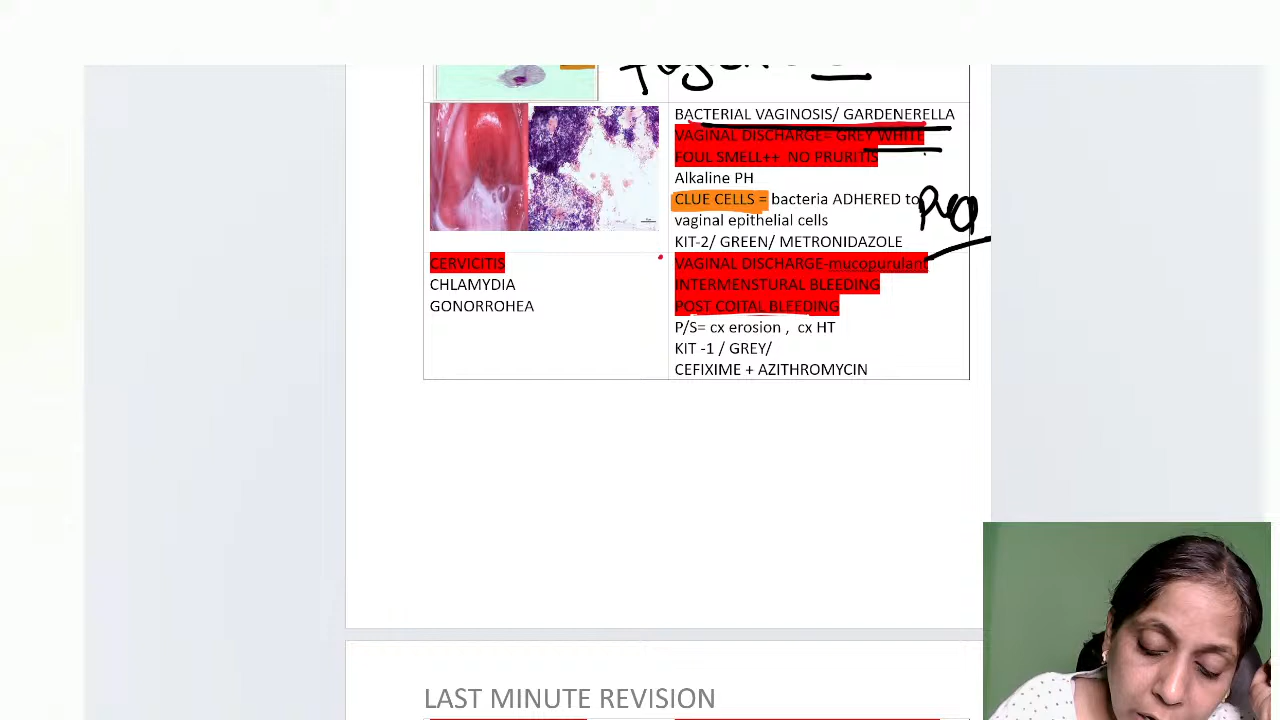 BACTERIAL VAGINOSIS/ GARDENERELLA
VAGINAL DISCHARGE= GREY WHITE
FOUL SMELL++ NO PRURITIS
Alkaline PH
CLUE CELLS = bacteria ADHERED to
vaginal epithelial cells
KIT-2/ GREEN/ METRONIDAZOLE
CERVICITIS
CHLAMYDIA
GONORROHEA
VAGINAL DISCHARGE-mucopurulant
INTERMENSTURAL BLEEDING
POST COITAL BLEEDING
P/S= cx erosion , cx HT
KIT -1 / GREY/
CEFIXIME + AZITHROMYCIN
LAST MINUTE REVISION